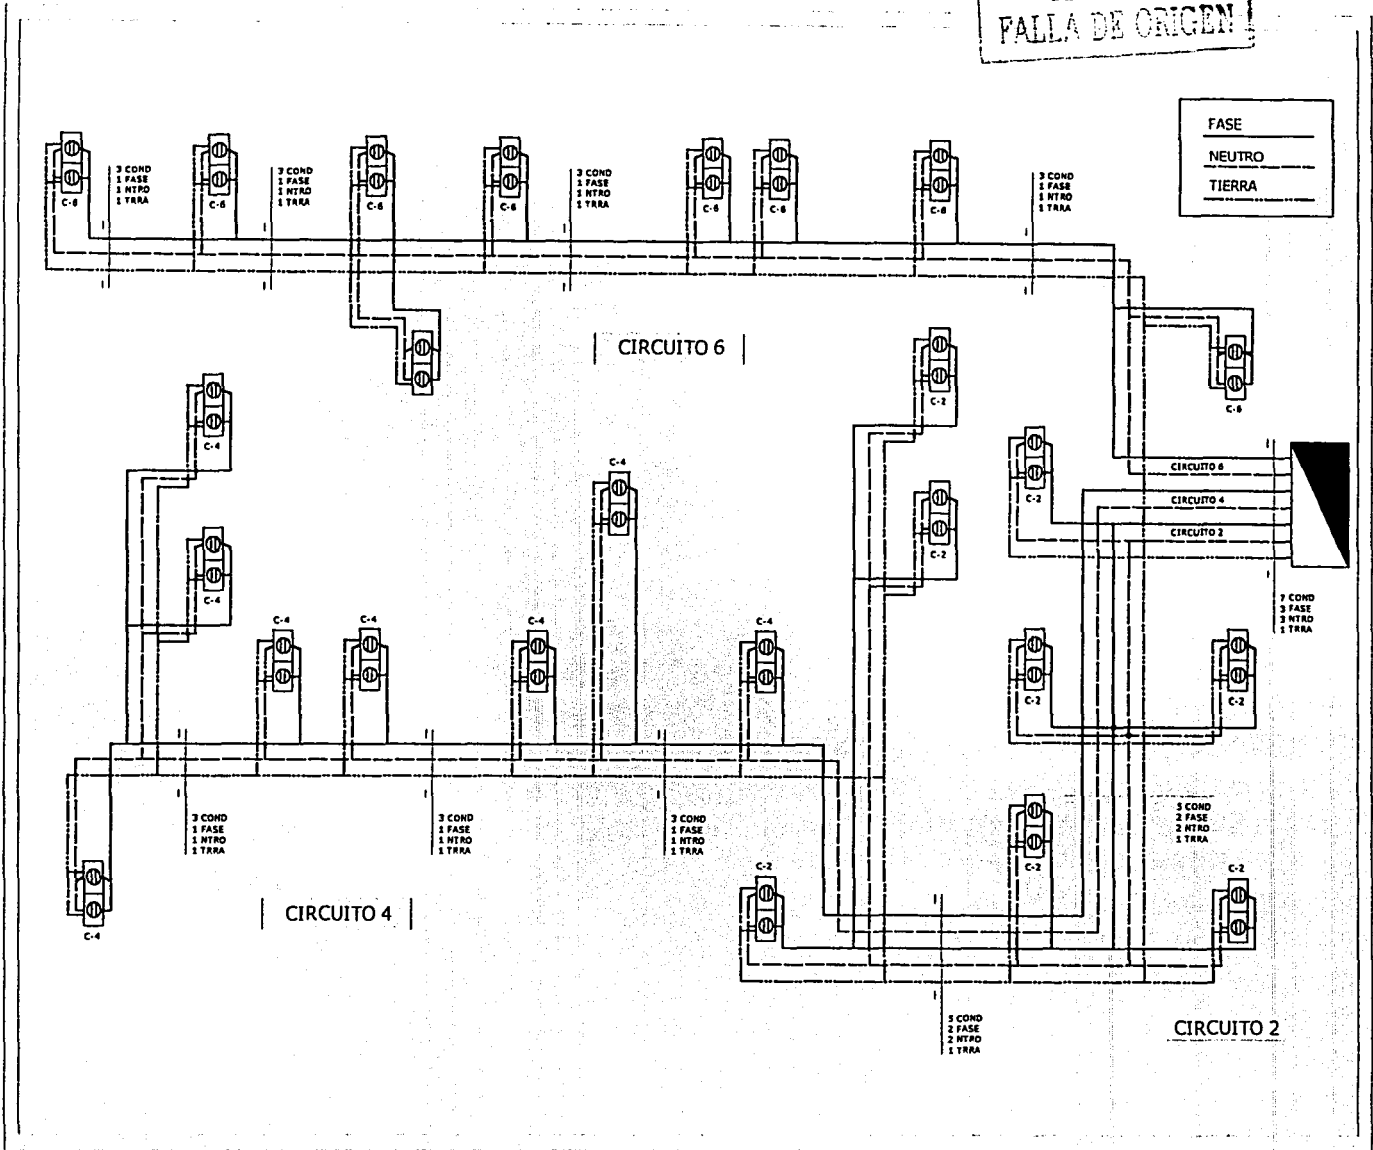 FALLA DE ORIGEN
FASE
NEUTRO
TIERRA
3 COND
1 FASE
1 NTRO
1 TRRA
3 COND
1 FASE
1 NTRO
1 TRRA
3 COND
1 FASE
1 NTRO
1 TRRA
3 COND
1 FASE
1 NTRO
1 TRRA
C-6
C-6
C-6
C-6
C-6
C-6
C-6
CIRCUITO 6
C-6
C-4
C-2
C-4
C-2
C-2
CIRCUITO 6
CIRCUITO 4
CIRCUITO 2
C-4
7 COND
3 FASE
3 NTRO
1 TRRA
C-4
C-4
C-4
C-4
C-2
C-2
3 COND
1 FASE
1 NTRO
1 TRRA
3 COND
1 FASE
1 NTRO
1 TRRA
3 COND
1 FASE
1 NTRO
1 TRRA
5 COND
2 FASE
2 NTRO
1 TRRA
C-2
C-2
C-2
C-4
CIRCUITO 4
5 COND
2 FASE
2 NTRO
1 TRRA
CIRCUITO 2